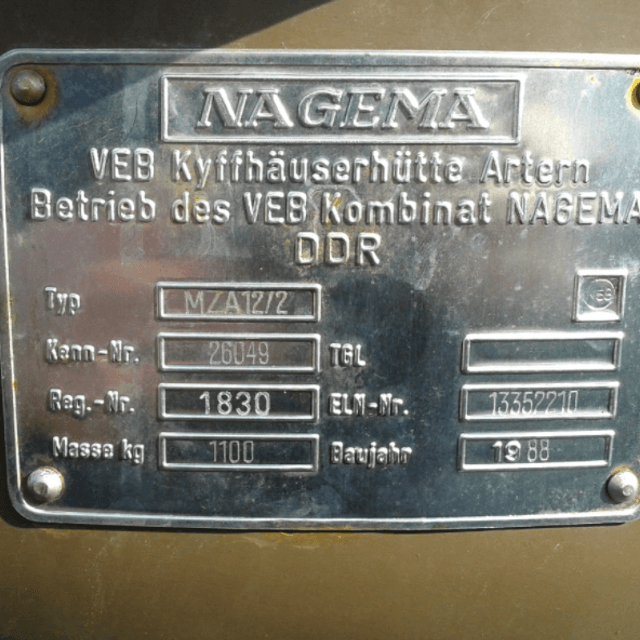 NAGEMA
VEB Kyffhäuserhütte Artern
Betrieb des VEB Kombinat NAGEMA
DDR
Typ MZA12/2
Kenn-Nr. 26049 TGL
Reg.-Nr. 1830 ELN-Nr. 13352210
Masse kg 1100 Baujahr 1988